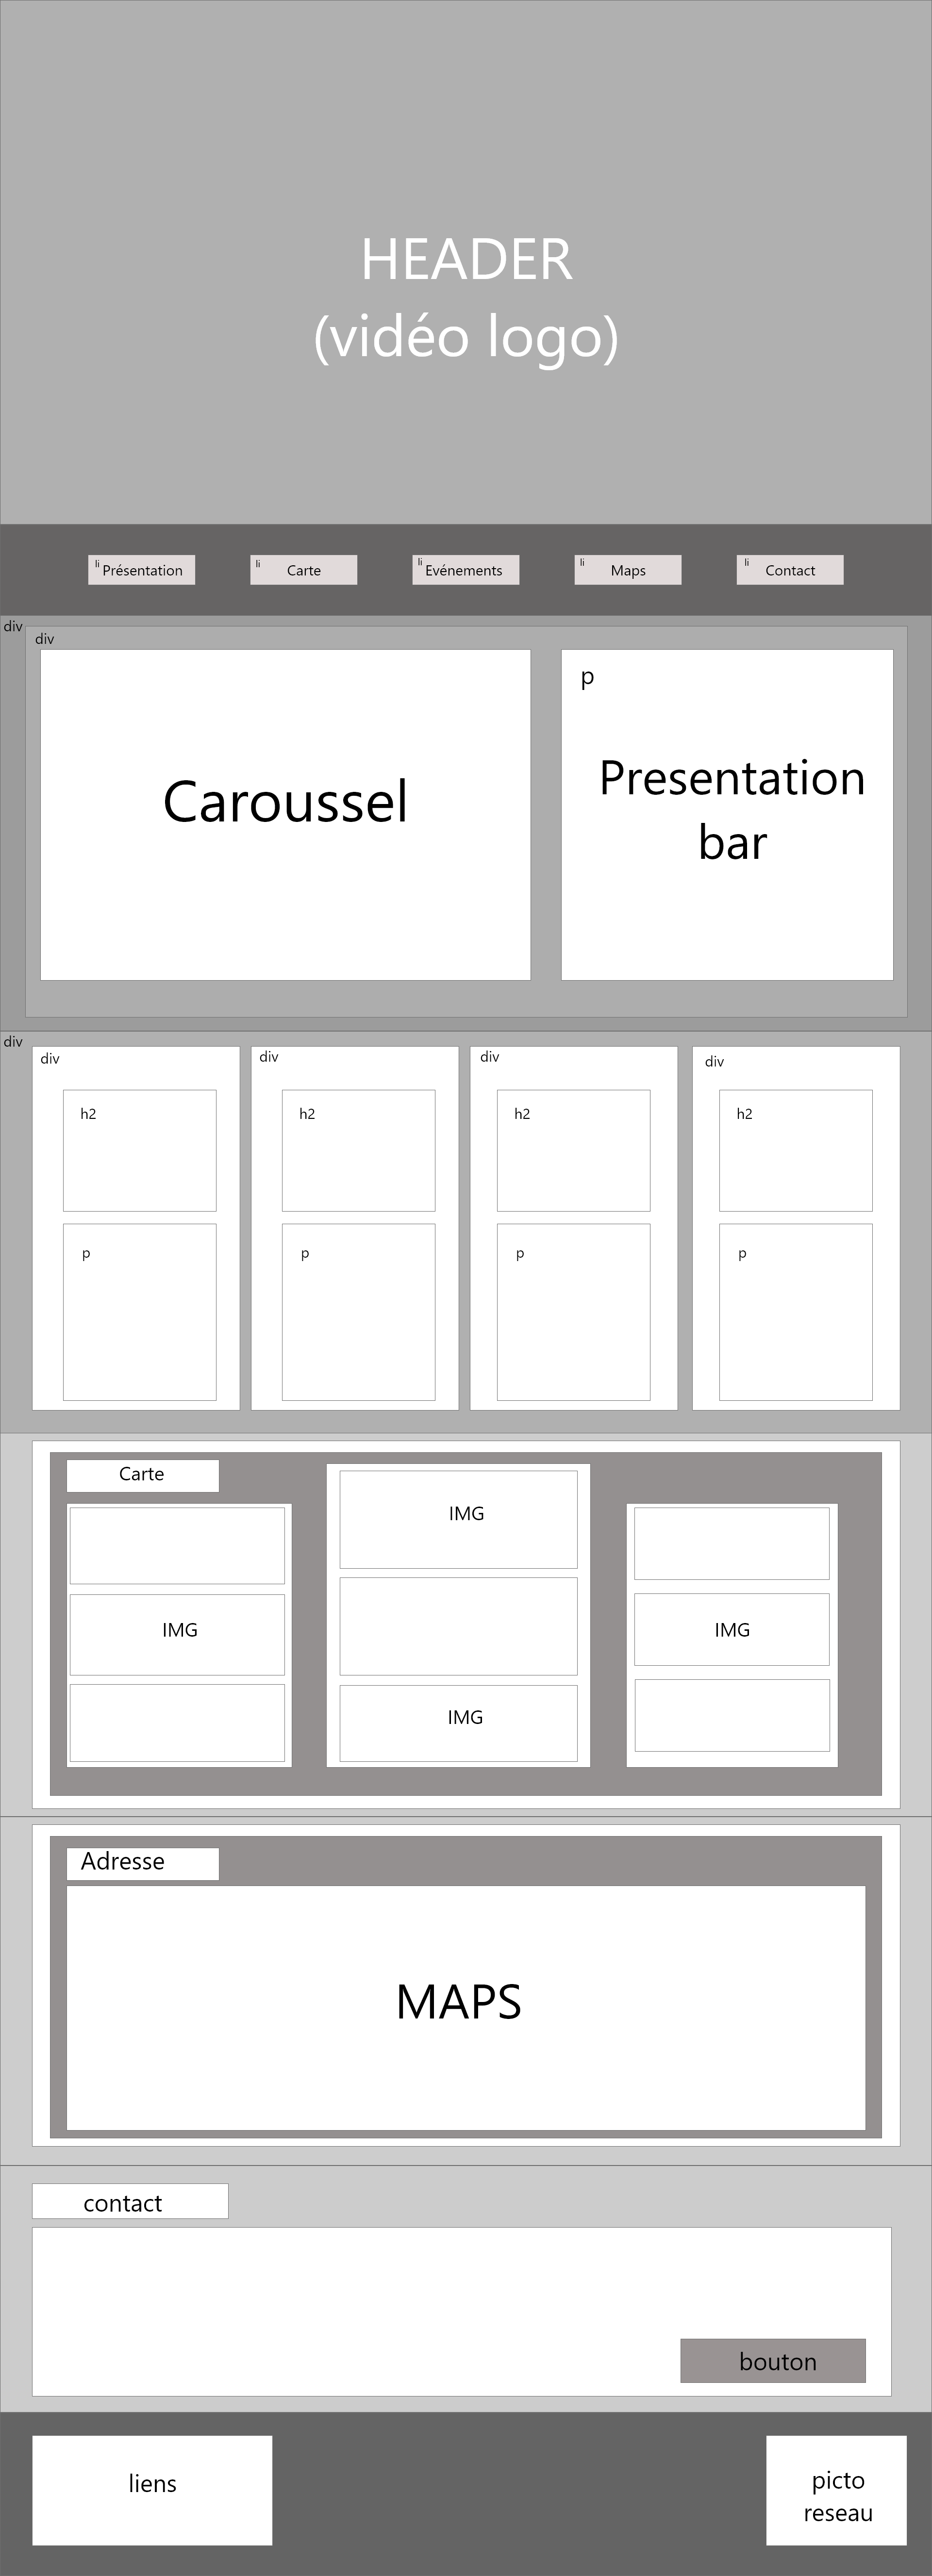 HEADER
(vidéo logo)
li Présentation
li Carte
li Evénements
li Maps
li Contact
div
div
Caroussel
p
Presentation
bar
div
div
h2
p
div
h2
p
div
h2
p
div
h2
p
Carte
IMG
IMG
IMG
IMG
Adresse
MAPS
contact
bouton
liens
picto
reseau